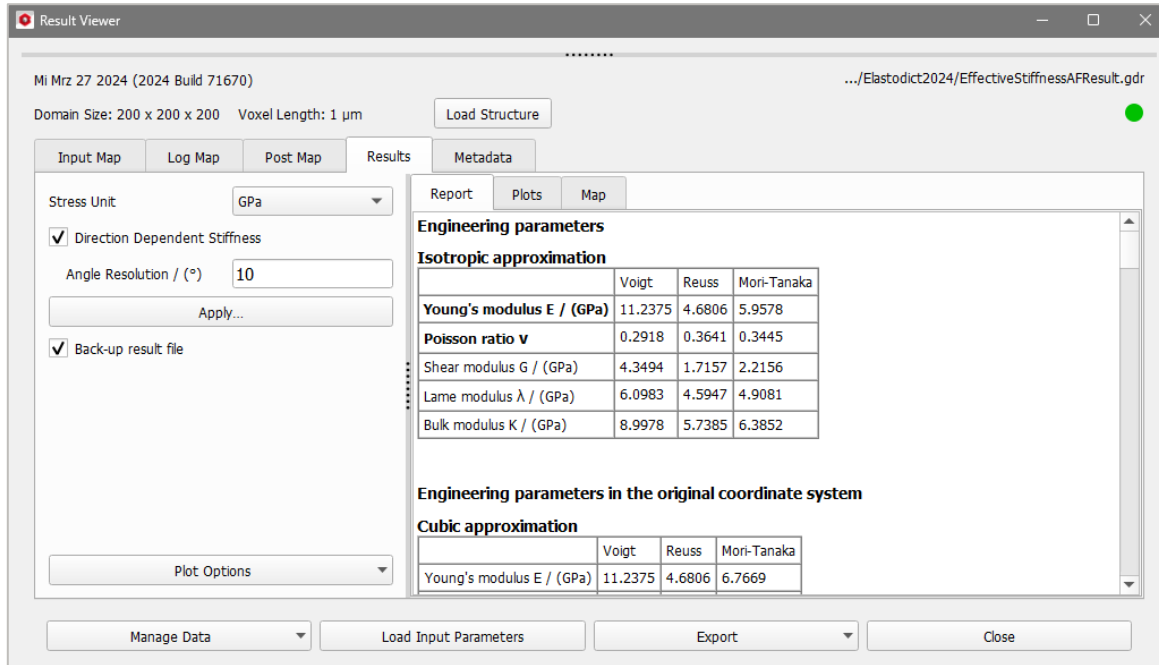 Result Viewer
Mi Mrz 27 2024 (2024 Build 71670)
.../Elastodict2024/EffectiveStiffnessAFResult.gdr
Domain Size: 200 x 200 x 200 Voxel Length: 1 µm
Load Structure
Input Map Log Map Post Map Results Metadata
Stress Unit GPa
Direction Dependent Stiffness
Angle Resolution / (°) 10
Apply...
Back-up result file
Plot Options
Report Plots Map
Engineering parameters
Isotropic approximation
Voigt Reuss Mori-Tanaka
Young's modulus E / (GPa) 11.2375 4.6806 5.9578
Poisson ratio ν 0.2918 0.3641 0.3445
Shear modulus G / (GPa) 4.3494 1.7157 2.2156
Lame modulus λ / (GPa) 6.0983 4.5947 4.9081
Bulk modulus K / (GPa) 8.9978 5.7385 6.3852
Engineering parameters in the original coordinate system
Cubic approximation
Voigt Reuss Mori-Tanaka
Young's modulus E / (GPa) 11.2375 4.6806 6.7669
Manage Data Load Input Parameters Export Close